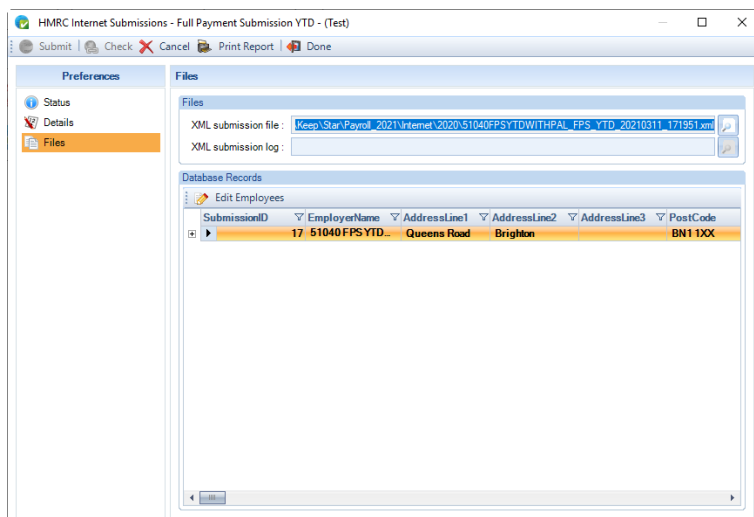 HMRC Internet Submissions - Full Payment Submission YTD - (Test)
Submit Check Cancel Print Report Done
Preferences
Status
Details
Files
Files
Files
XML submission file : .Keep\Star\Payroll_2021\Internet\2020\51040FPSYTDWITHPAL_FPS_YTD_20210311_171951.xml
XML submission log :
Database Records
Edit Employees
SubmissionID EmployerName AddressLine1 AddressLine2 AddressLine3 PostCode
17 51040 FPS YTD... Queens Road Brighton BN1 1XX